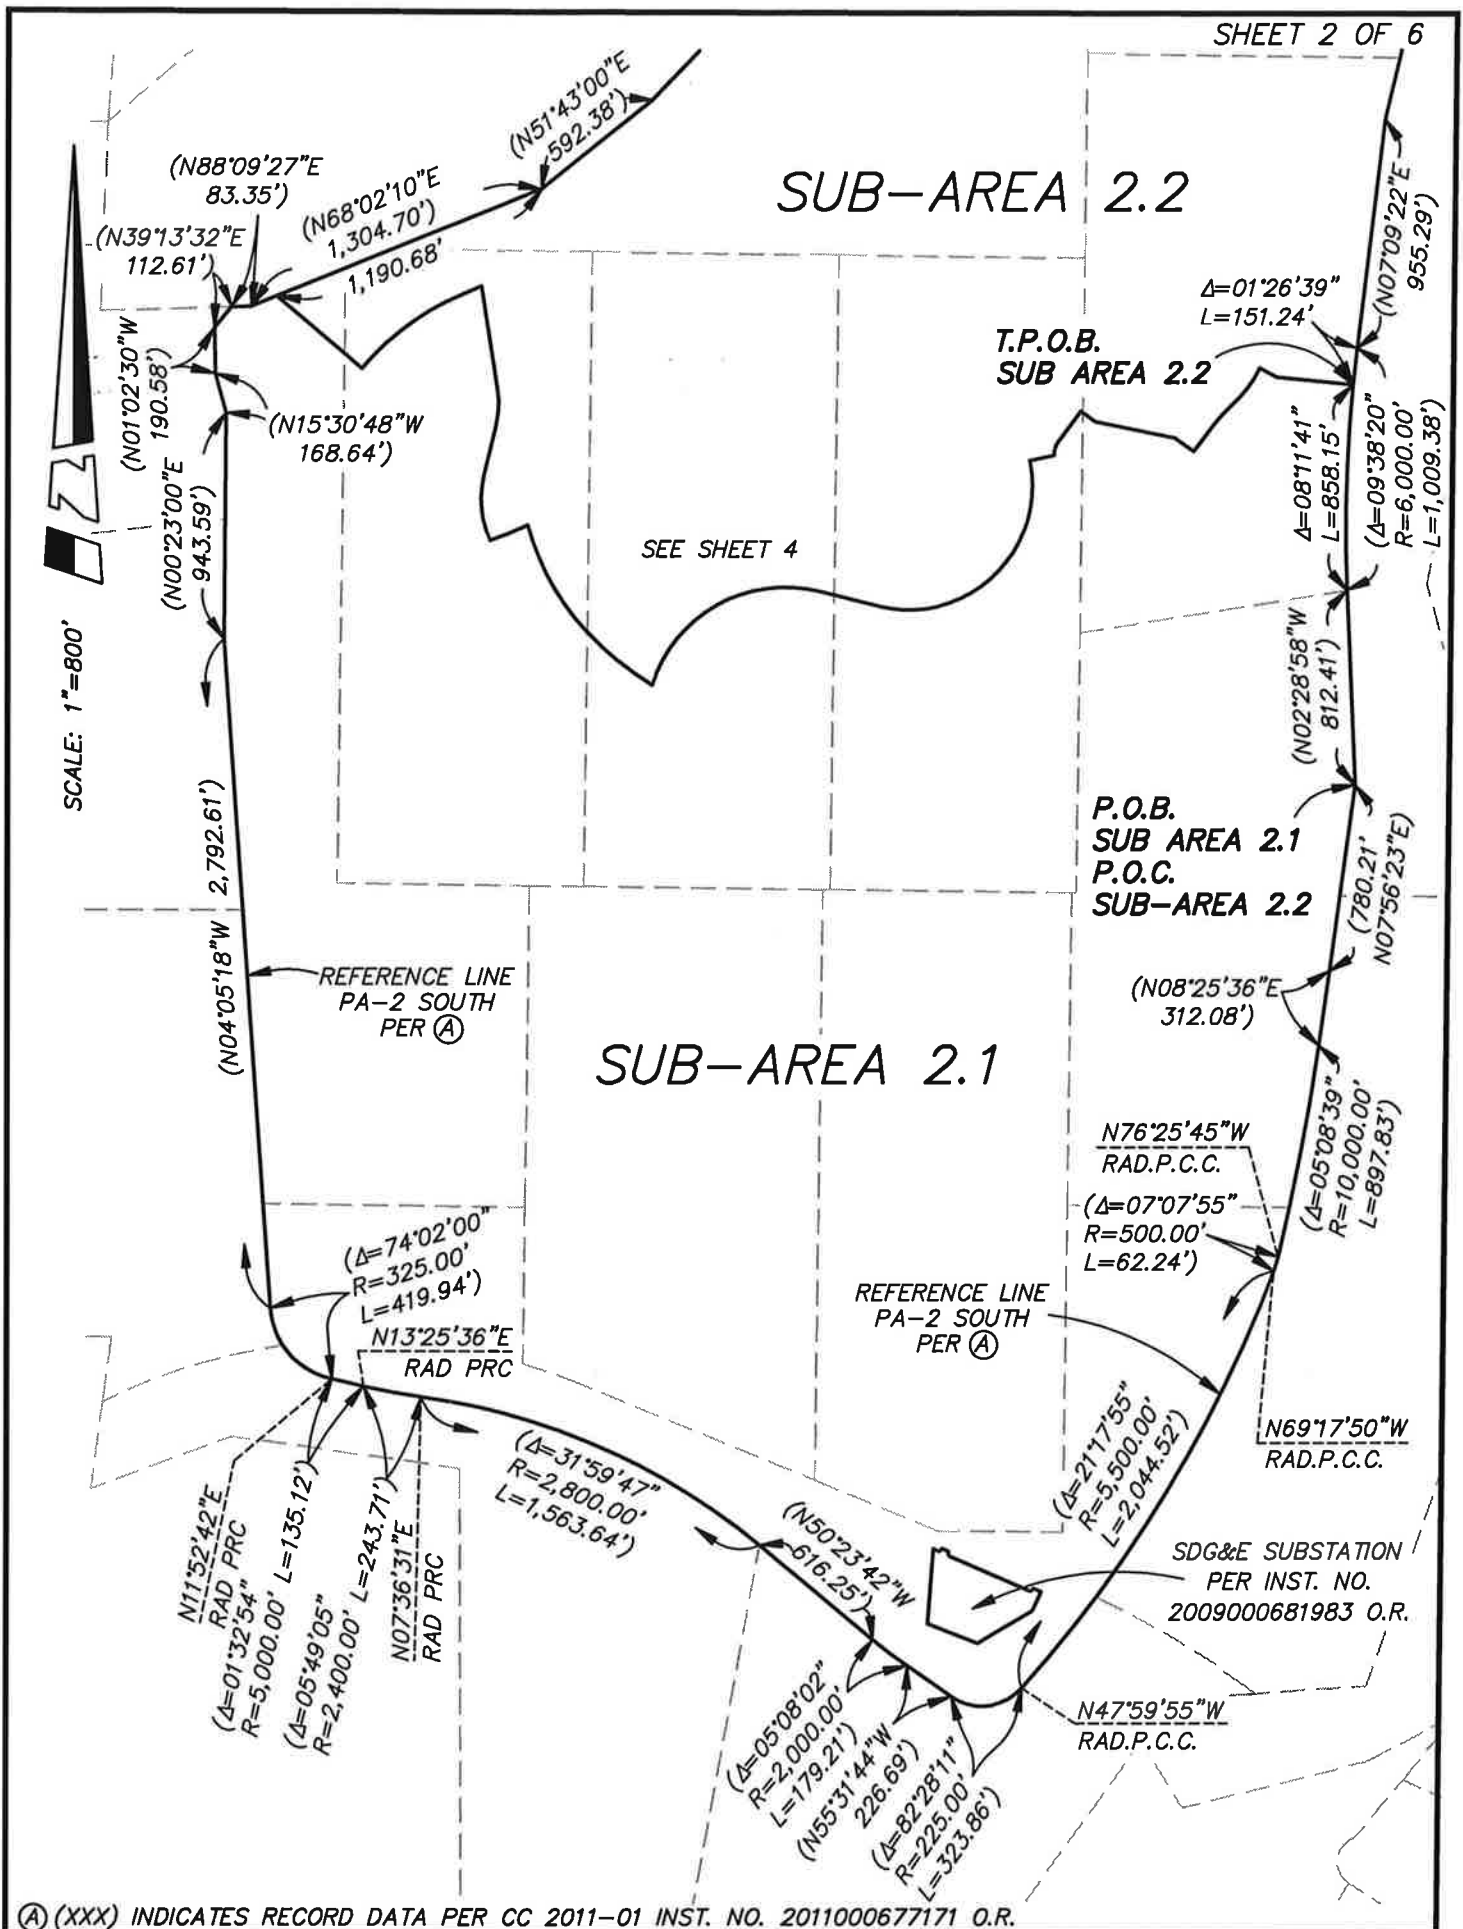 SHEET 2 OF 6
(N51°43'00"E
592.38')
(N88°09'27"E
83.35')
(N68°02'10"E
1,304.70')
1,190.68'
SUB-AREA 2.2
(N39°13'32"E
112.61')
(N07°09'22"E
955.29')
Δ=01°26'39"
L=151.24'
T.P.O.B.
SUB AREA 2.2
(N01°02'30"W
190.58')
(N15°30'48"W
168.64')
N
(N00°23'00"E
943.59')
Δ=08°11'41"
L=858.15'
(Δ=09°38'20"
R=6,000.00'
L=1,009.38')
SEE SHEET 4
SCALE: 1"=800'
(N02°28'58"W
812.41')
(N04°05'18"W 2,792.61')
P.O.B.
SUB AREA 2.1
P.O.C.
SUB-AREA 2.2
(780.21'
N07°56'23"E)
REFERENCE LINE
PA-2 SOUTH
PER Ⓐ
(N08°25'36"E
312.08')
SUB-AREA 2.1
(Δ=05°08'39"
R=10,000.00'
L=897.83')
N76°25'45"W
RAD.P.C.C.
(Δ=07°07'55"
R=500.00'
L=62.24')
(Δ=74°02'00"
R=325.00'
L=419.94')
REFERENCE LINE
PA-2 SOUTH
PER Ⓐ
N13°25'36"E
RAD PRC
N69°17'50"W
RAD.P.C.C.
(Δ=21°17'55"
R=5,500.00'
L=2,044.52')
(Δ=31°59'47"
R=2,800.00'
L=1,563.64')
N11°52'42"E
RAD PRC
(Δ=01°32'54"
R=5,000.00' L=135.12')
(Δ=05°49'05"
R=2,400.00' L=243.71')
N07°36'31"E
RAD PRC
(N50°23'42"W
616.25')
SDG&E SUBSTATION
PER INST. NO.
2009000681983 O.R.
(Δ=05°08'02"
R=2,000.00'
L=179.21')
(N55°31'44"W
226.69')
(Δ=82°28'11"
R=225.00'
L=323.86')
N47°59'55"W
RAD.P.C.C.
Ⓐ (XXX) INDICATES RECORD DATA PER CC 2011-01 INST. NO. 2011000677171 O.R.